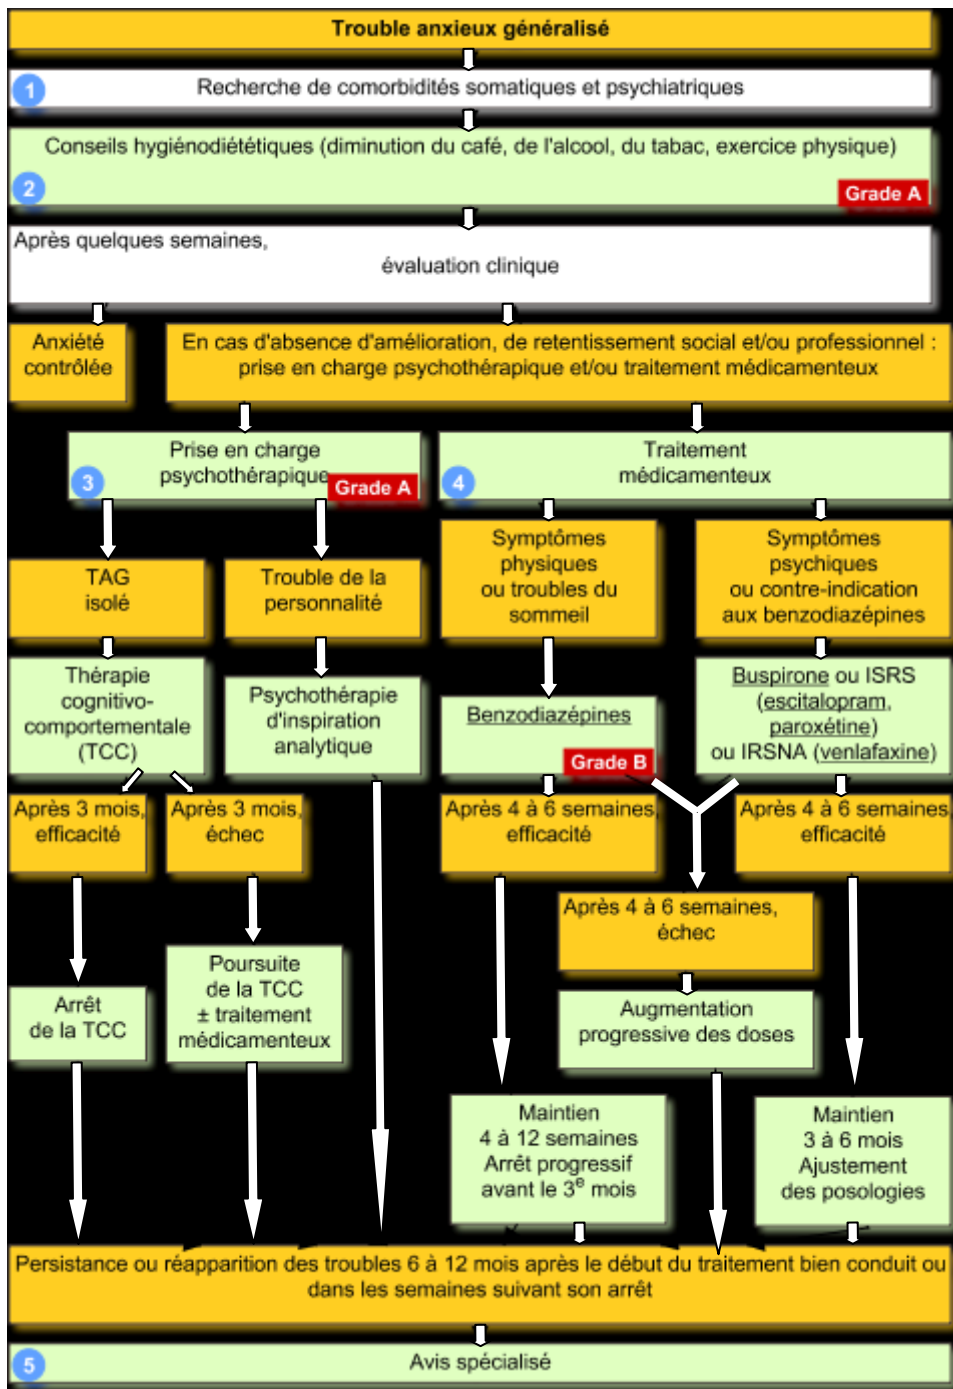 Trouble anxieux généralisé
1
Recherche de comorbidités somatiques et psychiatriques
Conseils hygiénodiététiques (diminution du café, de l'alcool, du tabac, exercice physique)
2
Grade A
Après quelques semaines,
évaluation clinique
Anxiété
contrôlée
En cas d'absence d'amélioration, de retentissement social et/ou professionnel :
prise en charge psychothérapique et/ou traitement médicamenteux
Prise en charge
psychothérapique
3
Grade A
Traitement
médicamenteux
4
TAG
isolé
Trouble de la
personnalité
Symptômes
physiques
ou troubles du
sommeil
Symptômes
psychiques
ou contre-indication
aux benzodiazépines
Thérapie
cognitivo-
comportementale
(TCC)
Psychothérapie
d'inspiration
analytique
Benzodiazépines
Grade B
Buspirone ou ISRS
(escitalopram,
paroxétine)
ou IRSNA (venlafaxine)
Après 3 mois,
efficacité
Après 3 mois,
échec
Après 4 à 6 semaines,
efficacité
Après 4 à 6 semaines,
efficacité
Après 4 à 6 semaines,
échec
Arrêt
de la TCC
Poursuite
de la TCC
± traitement
médicamenteux
Augmentation
progressive des doses
Maintien
4 à 12 semaines
Arrêt progressif
avant le 3e mois
Maintien
3 à 6 mois
Ajustement
des posologies
Persistance ou réapparition des troubles 6 à 12 mois après le début du traitement bien conduit ou
dans les semaines suivant son arrêt
5
Avis spécialisé